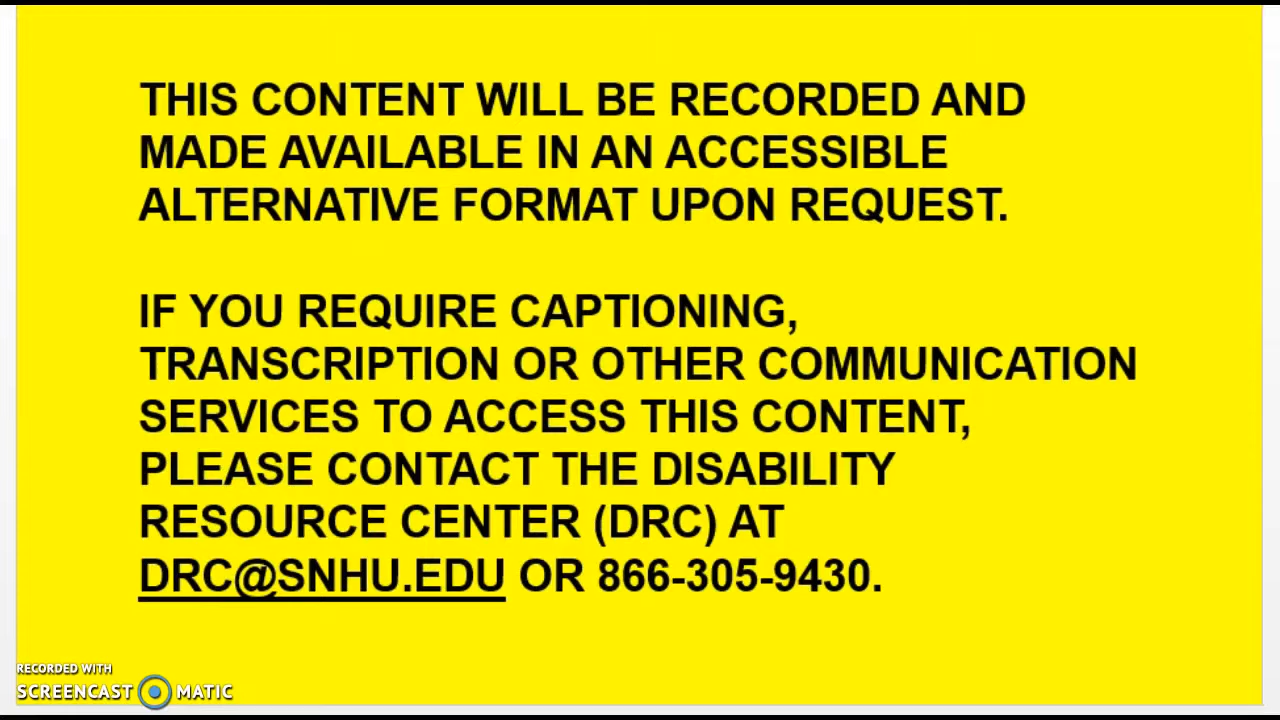 THIS CONTENT WILL BE RECORDED AND
MADE AVAILABLE IN AN ACCESSIBLE
ALTERNATIVE FORMAT UPON REQUEST.
IF YOU REQUIRE CAPTIONING,
TRANSCRIPTION OR OTHER COMMUNICATION
SERVICES TO ACCESS THIS CONTENT,
PLEASE CONTACT THE DISABILITY
RESOURCE CENTER (DRC) AT
DRC@SNHU.EDU OR 866-305-9430.
RECORDED WITH
SCREENCAST MATIC